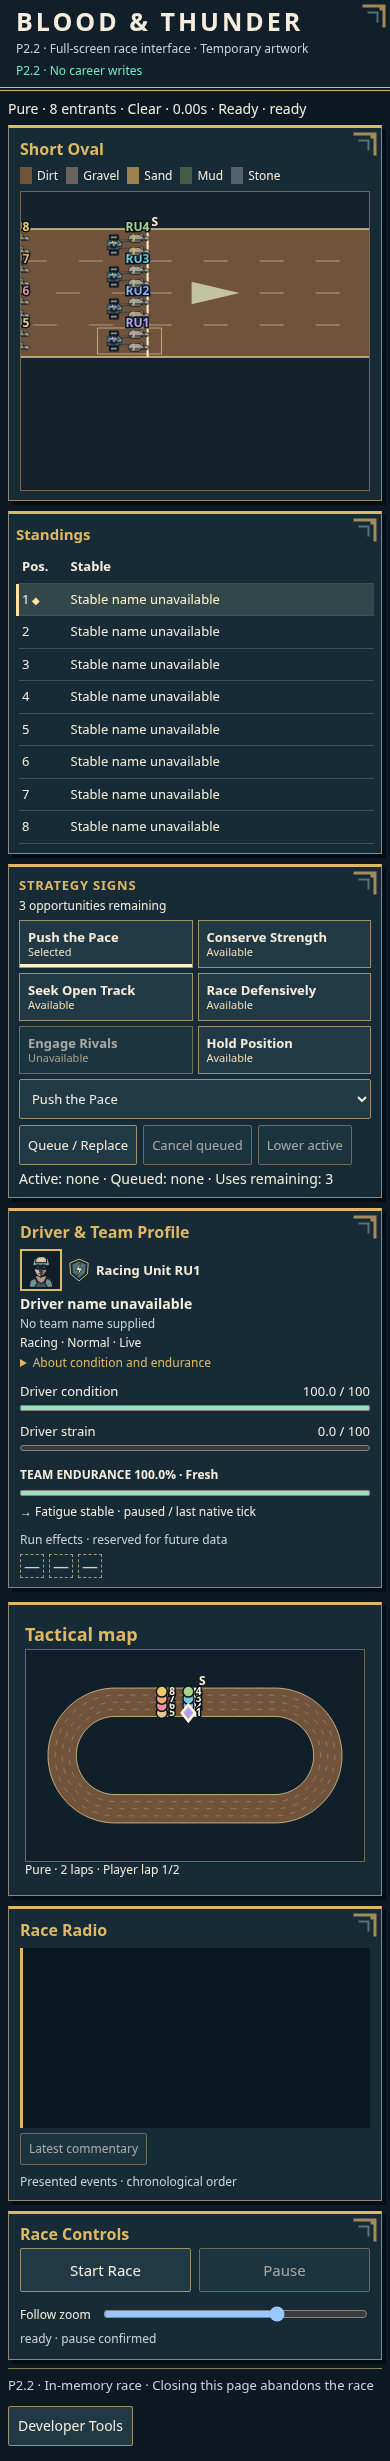 BLOOD & THUNDER
P2.2 · Full-screen race interface · Temporary artwork
P2.2 · No career writes
Pure · 8 entrants · Clear · 0.00s · Ready · ready
Short Oval
Dirt Gravel Sand Mud Stone
S
8 RU4
7 RU3
6 RU2
5 RU1
Standings
Pos. Stable
1 ◆ Stable name unavailable
2 Stable name unavailable
3 Stable name unavailable
4 Stable name unavailable
5 Stable name unavailable
6 Stable name unavailable
7 Stable name unavailable
8 Stable name unavailable
STRATEGY SIGNS
3 opportunities remaining
Push the Pace
Selected
Conserve Strength
Available
Seek Open Track
Available
Race Defensively
Available
Engage Rivals
Unavailable
Hold Position
Available
Push the Pace
Queue / Replace Cancel queued Lower active
Active: none · Queued: none · Uses remaining: 3
Driver & Team Profile
Racing Unit RU1
Driver name unavailable
No team name supplied
Racing · Normal · Live
▶ About condition and endurance
Driver condition 100.0 / 100
Driver strain 0.0 / 100
TEAM ENDURANCE 100.0% · Fresh
→ Fatigue stable · paused / last native tick
Run effects · reserved for future data
— — —
Tactical map
S
8 4
7 3
6
5 1
Pure · 2 laps · Player lap 1/2
Race Radio
Latest commentary
Presented events · chronological order
Race Controls
Start Race Pause
Follow zoom
ready · pause confirmed
P2.2 · In-memory race · Closing this page abandons the race
Developer Tools